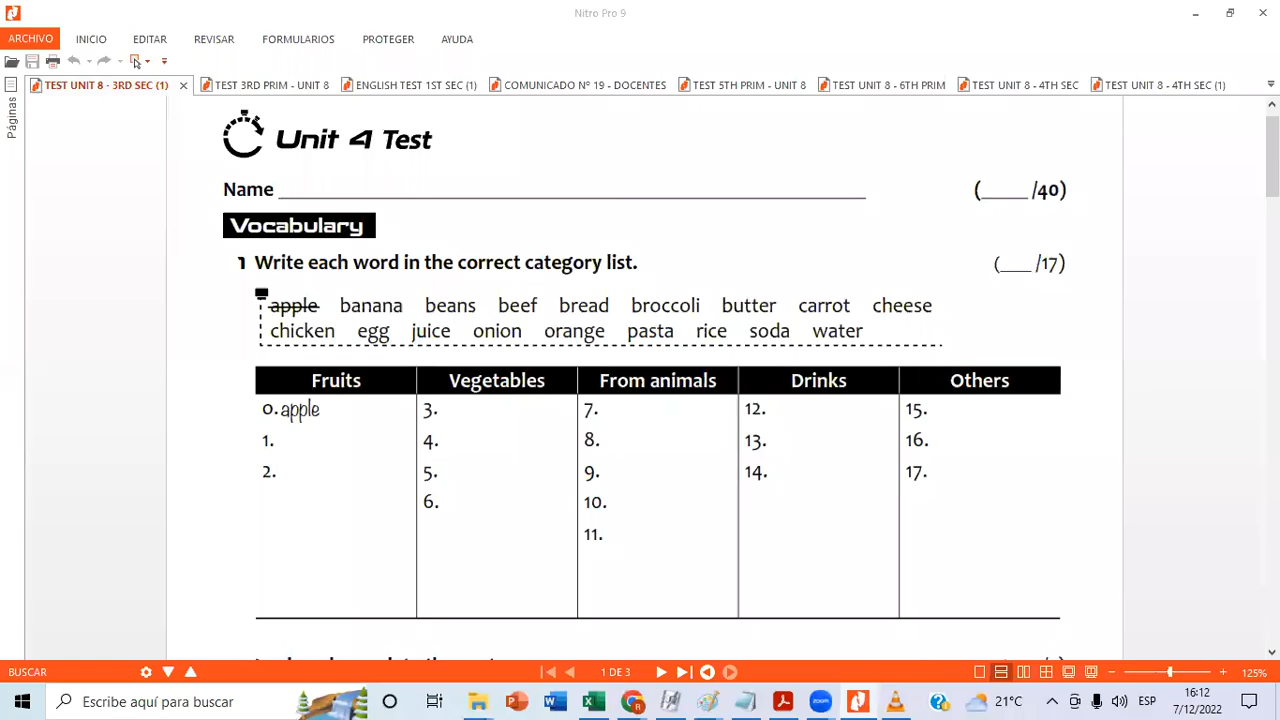 Nitro Pro 9
ARCHIVO INICIO EDITAR REVISAR FORMULARIOS PROTEGER AYUDA
TEST UNIT 8 - 3RD SEC (1) TEST 3RD PRIM - UNIT 8 ENGLISH TEST 1ST SEC (1) COMUNICADO Nº 19 - DOCENTES TEST 5TH PRIM - UNIT 8 TEST UNIT 8 - 6TH PRIM TEST UNIT 8 - 4TH SEC TEST UNIT 8 - 4TH SEC (1)
Páginas
Unit 4 Test
Name ____ (____ /40)
Vocabulary
1 Write each word in the correct category list. (___ /17)
apple banana beans beef bread broccoli butter carrot cheese
chicken egg juice onion orange pasta rice soda water
Fruits Vegetables From animals Drinks Others
0. apple 3. 7. 12. 15.
1. 4. 8. 13. 16.
2. 5. 9. 14. 17.
6. 10.
11.
BUSCAR 1 DE 3 125%
Escribe aquí para buscar 21°C ESP 16:12
7/12/2022